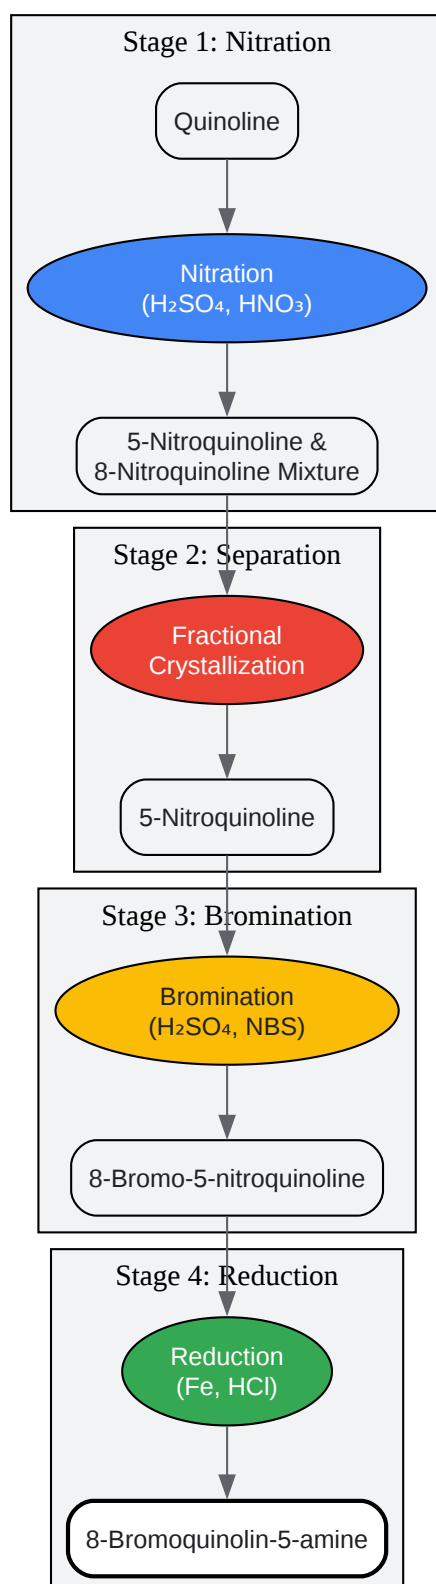 Stage 1: Nitration
Quinoline
Nitration
(H₂SO₄, HNO₃)
5-Nitroquinoline &
8-Nitroquinoline Mixture
Stage 2: Separation
Fractional
Crystallization
5-Nitroquinoline
Stage 3: Bromination
Bromination
(H₂SO₄, NBS)
8-Bromo-5-nitroquinoline
Stage 4: Reduction
Reduction
(Fe, HCl)
8-Bromoquinolin-5-amine